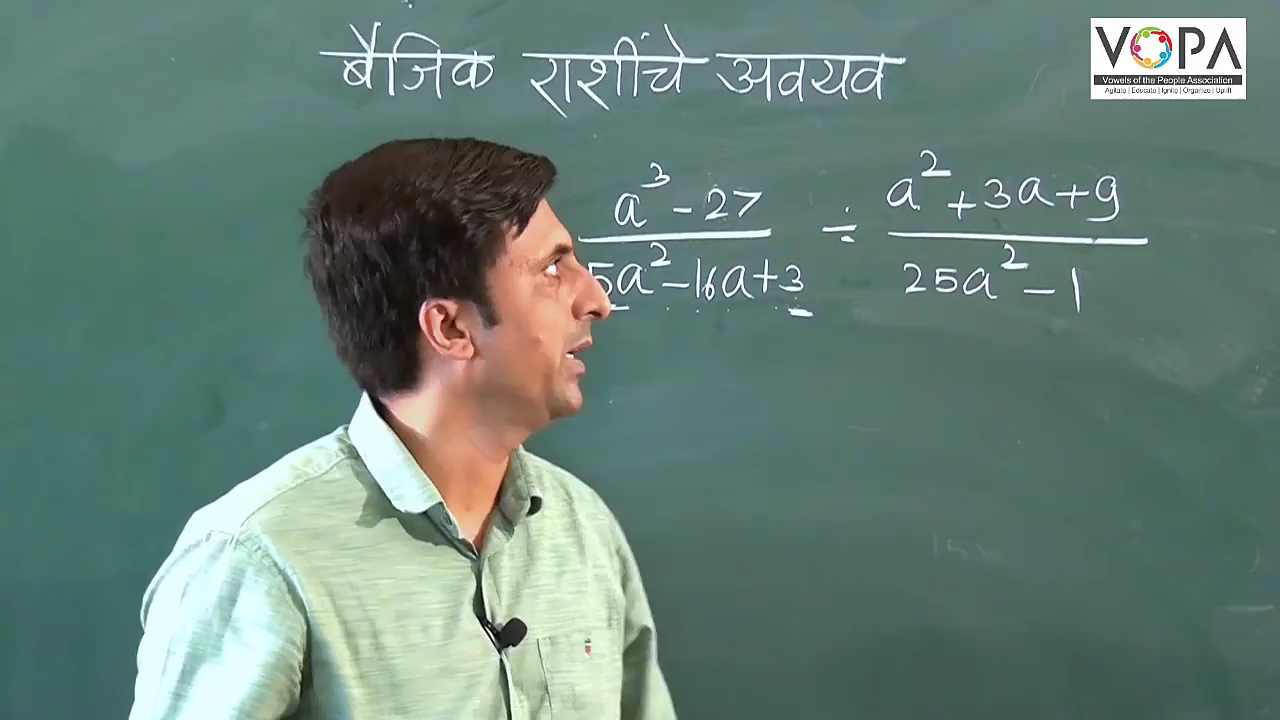 बैजिक राशींचे अवयव
VOPA
Vowels of the People Association
Agitate | Educate | Ignite | Organize | Uplift
a³ - 27 ÷ a² + 3a + 9
5a² - 16a + 3 25a² - 1